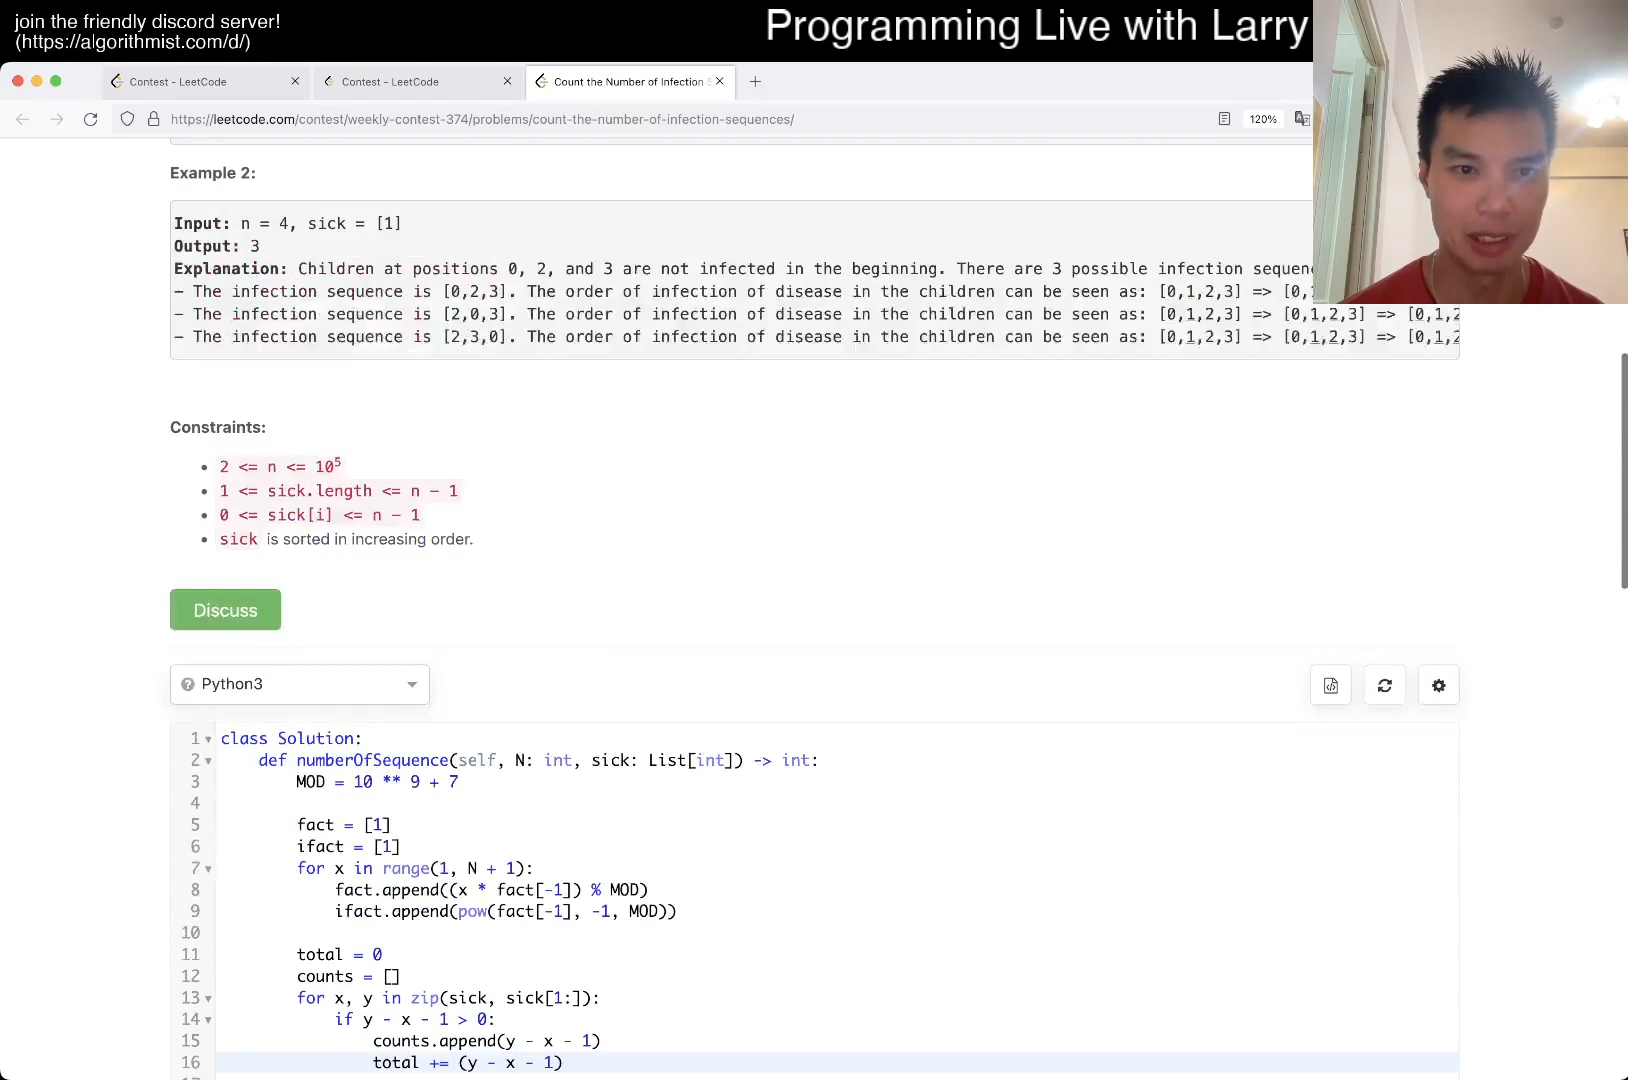 join the friendly discord server!
(https://algorithmist.com/d/)
Programming Live with Larry
Contest - LeetCode
Contest - LeetCode
Count the Number of Infection S
https://leetcode.com/contest/weekly-contest-374/problems/count-the-number-of-infection-sequences/
120%
Example 2:
Input: n = 4, sick = [1]
Output: 3
Explanation: Children at positions 0, 2, and 3 are not infected in the beginning. There are 3 possible infection sequen
- The infection sequence is [0,2,3]. The order of infection of disease in the children can be seen as: [0,1,2,3] => [0,1
- The infection sequence is [2,0,3]. The order of infection of disease in the children can be seen as: [0,1,2,3] => [0,1,2,3] => [0,1,2
- The infection sequence is [2,3,0]. The order of infection of disease in the children can be seen as: [0,1,2,3] => [0,1,2,3] => [0,1,2
Constraints:
2 <= n <= 10⁵
1 <= sick.length <= n - 1
0 <= sick[i] <= n - 1
sick is sorted in increasing order.
Discuss
Python3
1 class Solution:
2 def numberOfSequence(self, N: int, sick: List[int]) -> int:
3 MOD = 10 ** 9 + 7
4
5 fact = [1]
6 ifact = [1]
7 for x in range(1, N + 1):
8 fact.append((x * fact[-1]) % MOD)
9 ifact.append(pow(fact[-1], -1, MOD))
10
11 total = 0
12 counts = []
13 for x, y in zip(sick, sick[1:]):
14 if y - x - 1 > 0:
15 counts.append(y - x - 1)
16 total += (y - x - 1)